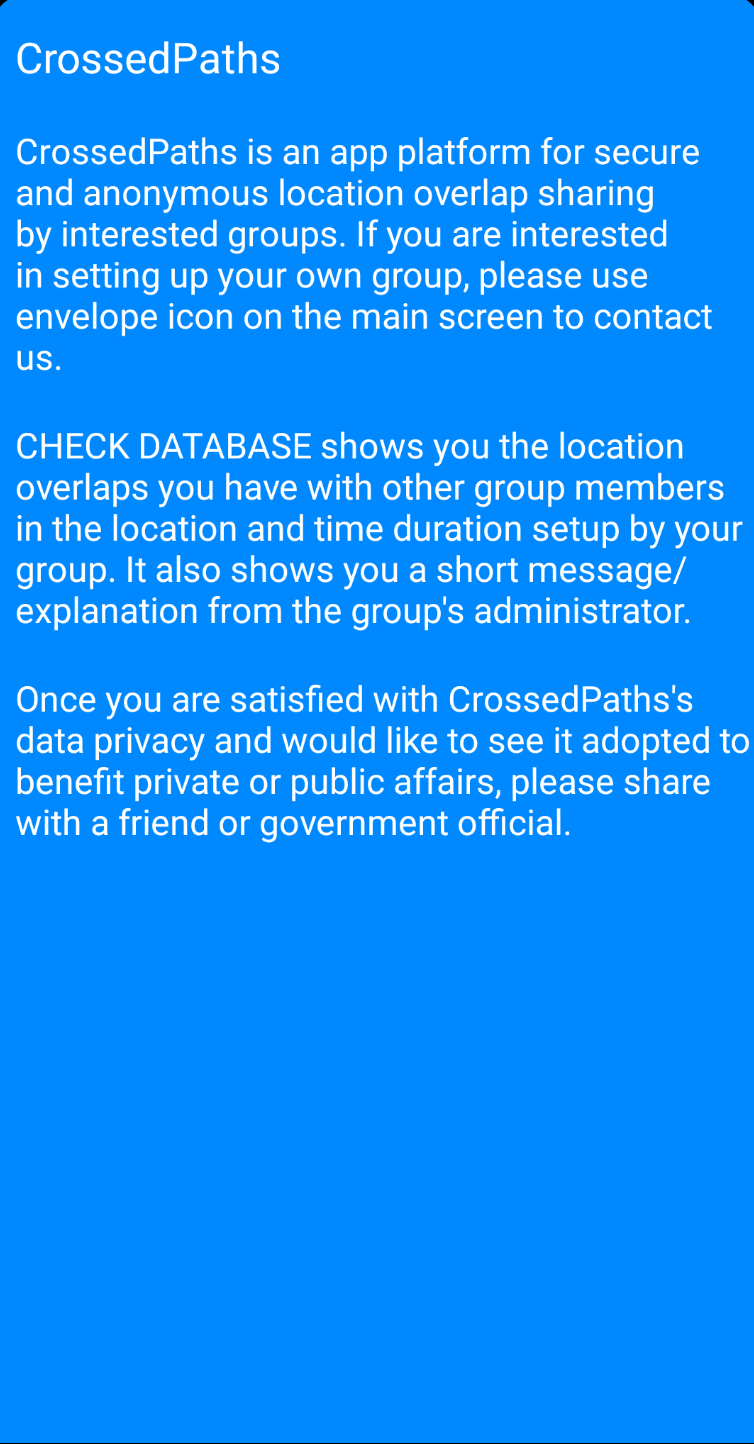 CrossedPaths
CrossedPaths is an app platform for secure
and anonymous location overlap sharing
by interested groups. If you are interested
in setting up your own group, please use
envelope icon on the main screen to contact
us.
CHECK DATABASE shows you the location
overlaps you have with other group members
in the location and time duration setup by your
group. It also shows you a short message/
explanation from the group's administrator.
Once you are satisfied with CrossedPaths's
data privacy and would like to see it adopted to
benefit private or public affairs, please share
with a friend or government official.